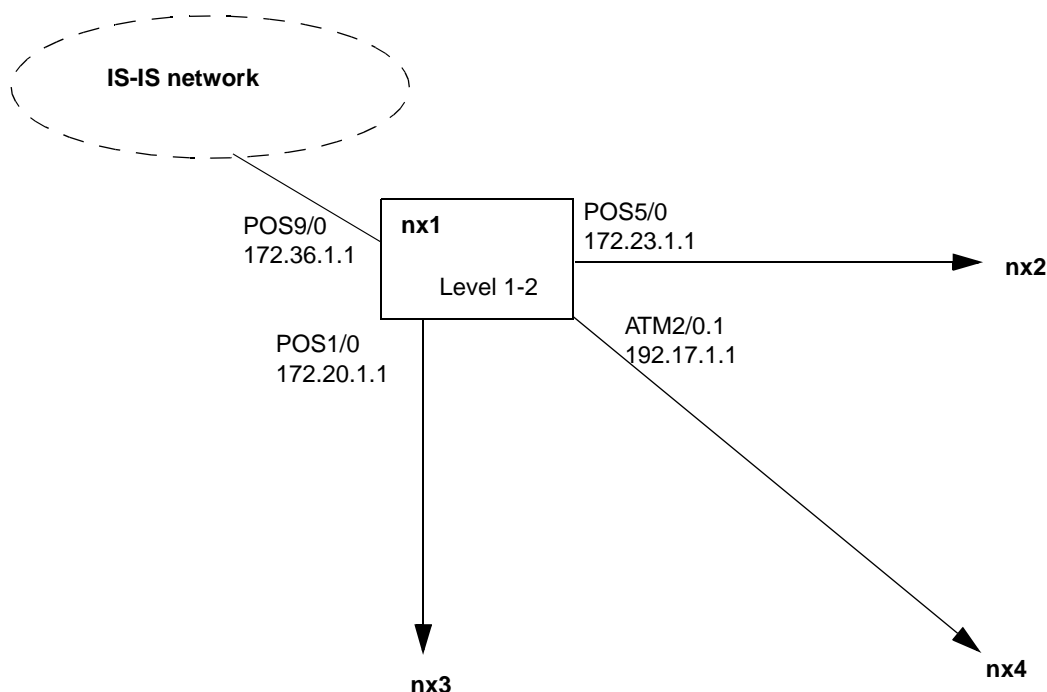 IS-IS network
POS9/0
172.36.1.1
nx1
Level 1-2
POS5/0
172.23.1.1
nx2
POS1/0
172.20.1.1
ATM2/0.1
192.17.1.1
nx3
nx4